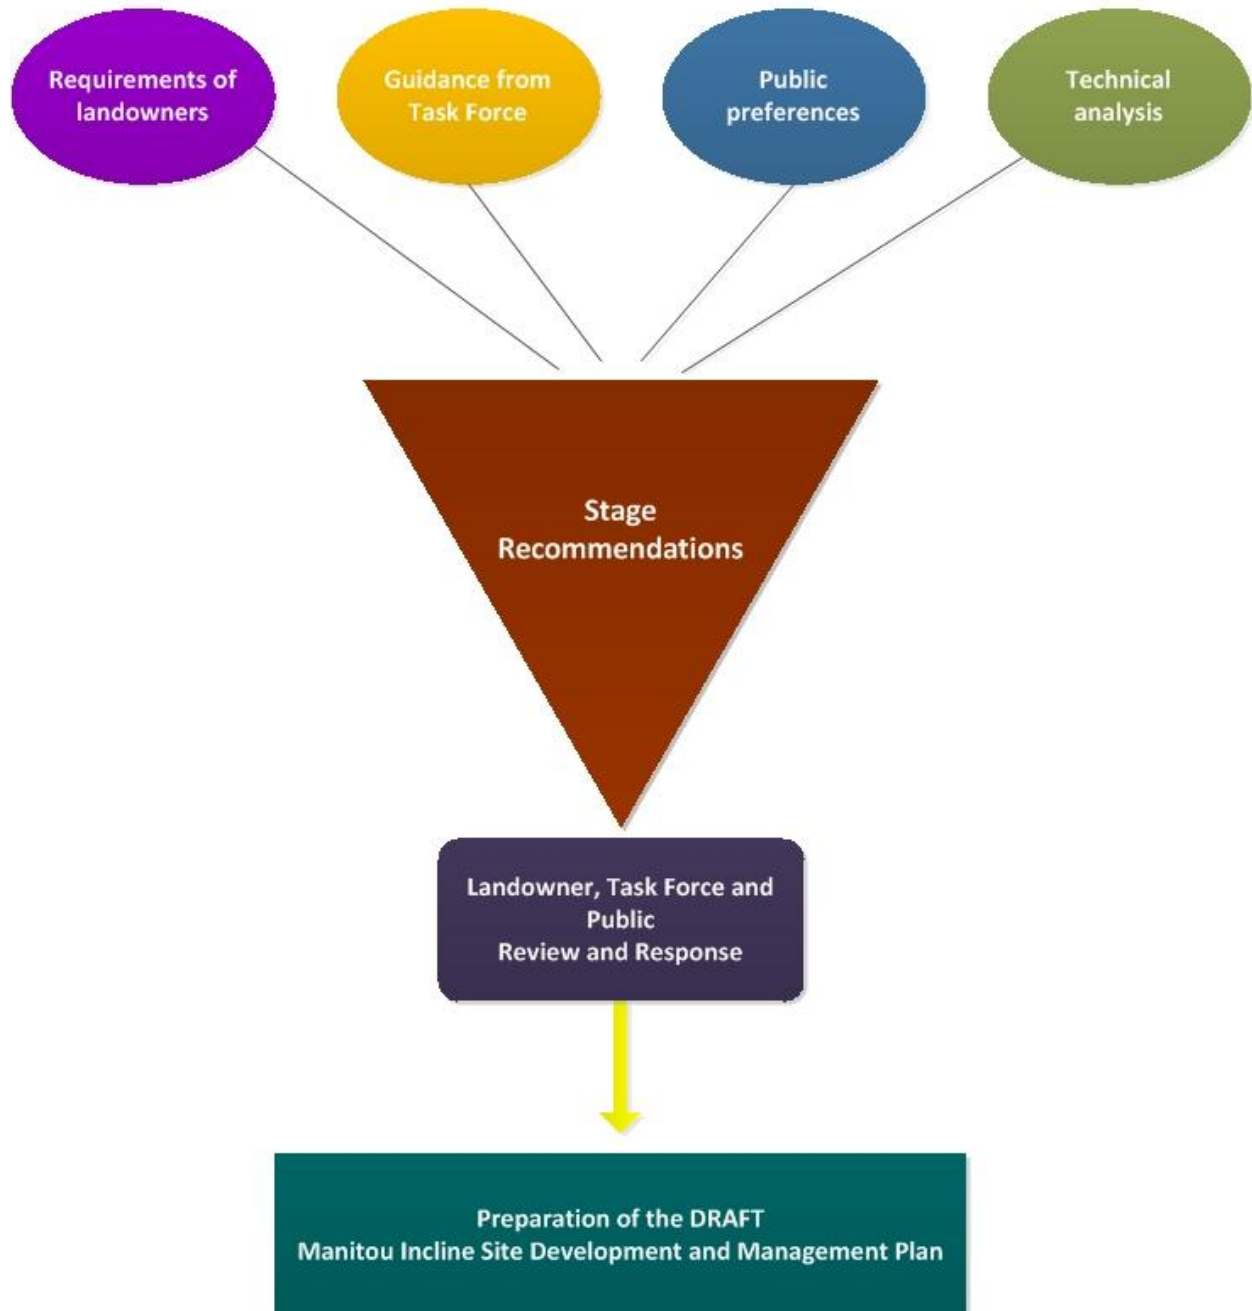 Requirements of
landowners
Guidance from
Task Force
Public
preferences
Technical
analysis
Stage
Recommendations
Landowner, Task Force and
Public
Review and Response
Preparation of the DRAFT
Manitou Incline Site Development and Management Plan